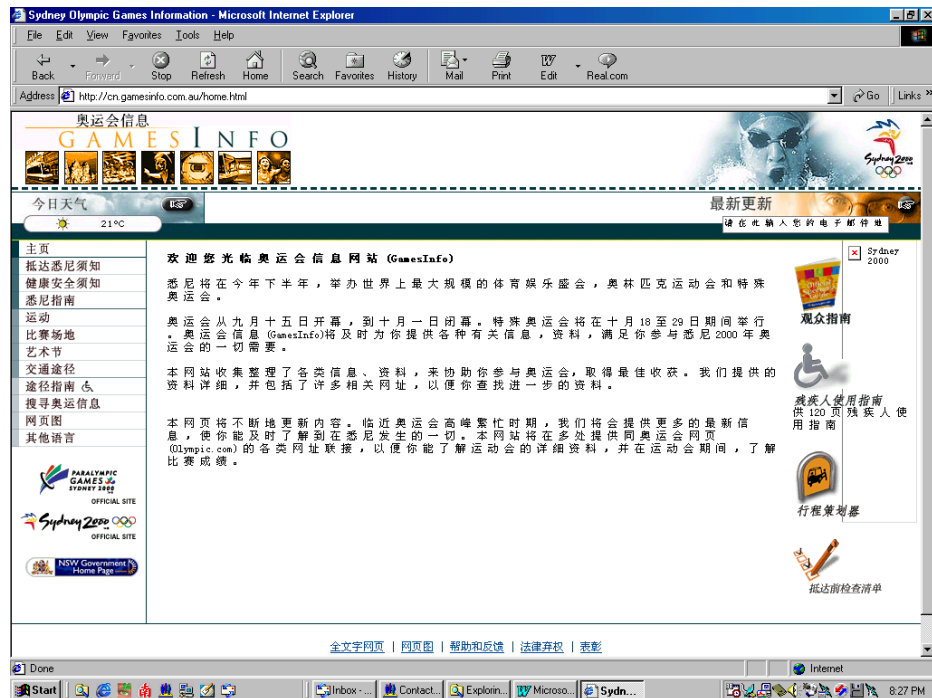 Sydney Olympic Games Information - Microsoft Internet Explorer
File Edit View Favorites Tools Help
Back Forward Stop Refresh Home Search Favorites History Mail Print Edit Real.com
Address http://cn.gamesinfo.com.au/home.html Go Links »
奥运会信息
GAMESINFO
Sydney 2000
今日天气
21°C
最新更新
请在此输入您的电子邮件地
主页
抵达悉尼须知
健康安全须知
悉尼指南
运动
比赛场地
艺术节
交通途径
途径指南
搜寻奥运信息
网页图
其他语言
PARALYMPIC
GAMES
SYDNEY 2000
OFFICIAL SITE
Sydney 2000
OFFICIAL SITE
NSW Government
Home Page
欢迎您光临奥运会信息网站 (GamesInfo)
悉尼将在今年下半年，举办世界上最大规模的体育娱乐盛会，奥林匹克运动会和特殊
奥运会。
奥运会从九月十五日开幕，到十月一日闭幕。特殊奥运会将在十月 18 至 29 日期间举行
。奥运会信息 (GamesInfo)将及时为你提供各种有关信息，资料，满足你参与悉尼 2000 年奥
运会的一切需要。
本网站收集整理了各类信息、资料，来协助你参与奥运会，取得最佳收获。我们提供的
资料详细，并包括了许多相关网址，以便你查找进一步的资料。
本网页将不断地更新内容。临近奥运会高峰繁忙时期，我们将会提供更多的最新信
息，使你能及时了解到在悉尼发生的一切。本网站将在多处提供同奥运会网页
(Olympic.com) 的各类网址联接，以便你能了解运动会的详细资料，并在运动会期间，了解
比赛成绩。
Sydney
2000
观众指南
残疾人使用指南
供 120 页残疾人使
用指南
行程策划器
抵达前检查清单
全文字网页 | 网页图 | 帮助和反馈 | 法律弃权 | 表彰
Done Internet
Start 南 Inbox - ... Contact... Explorin... Microso... Sydn... 8:27 PM